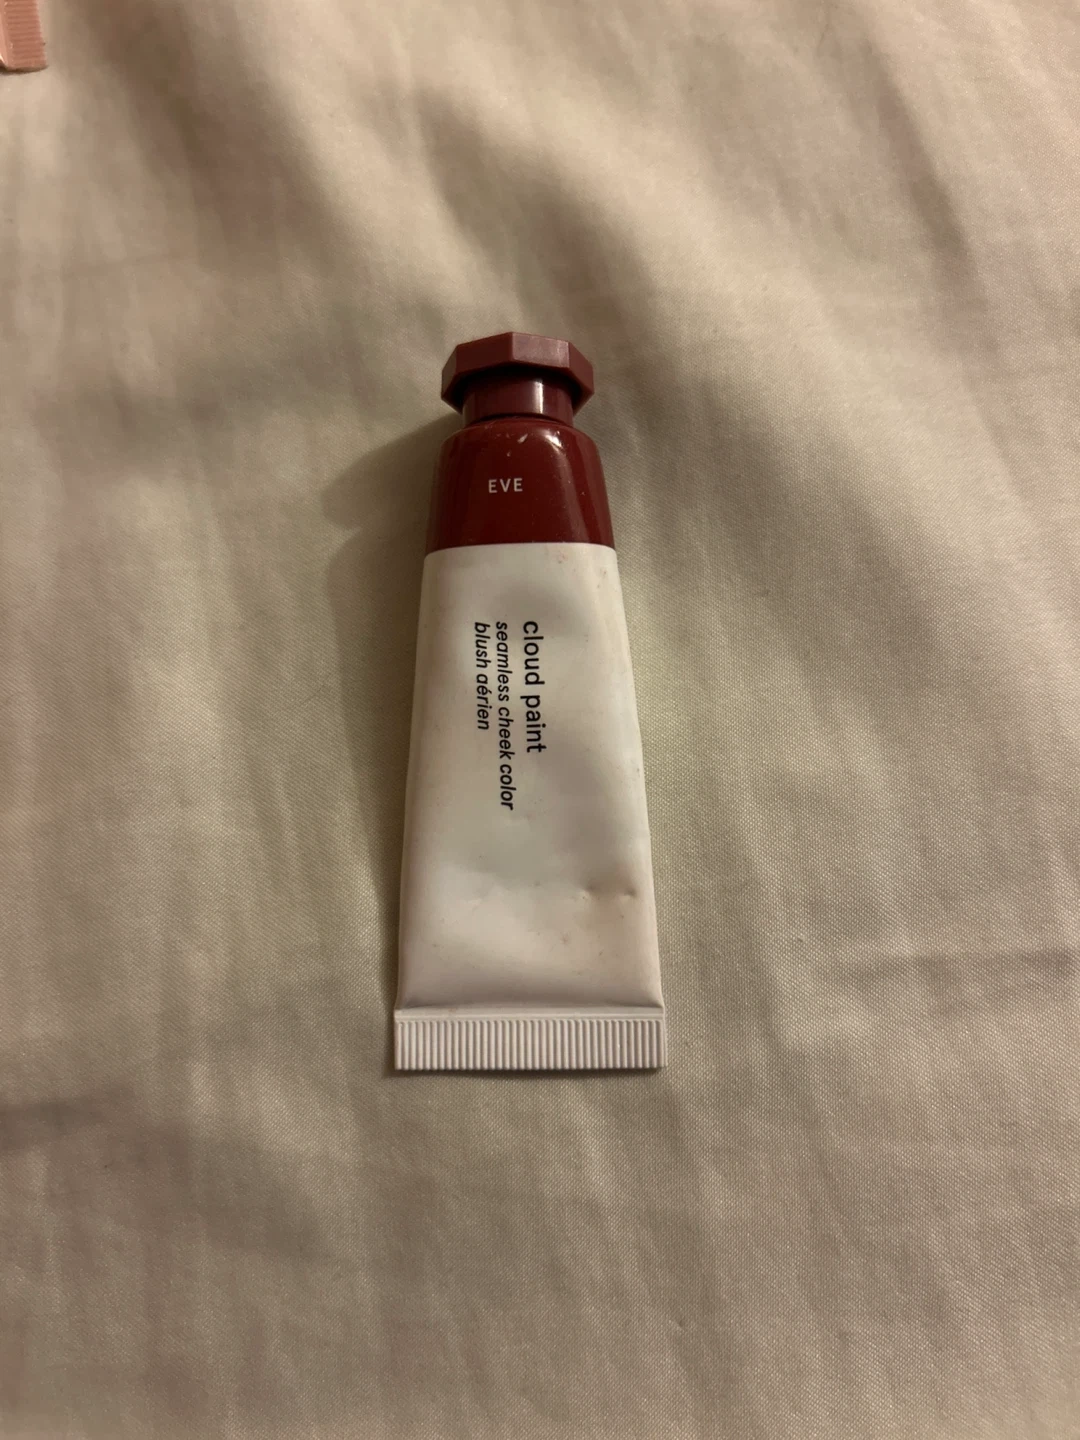 EVE
cloud paint
seamless cheek color
blush aérien